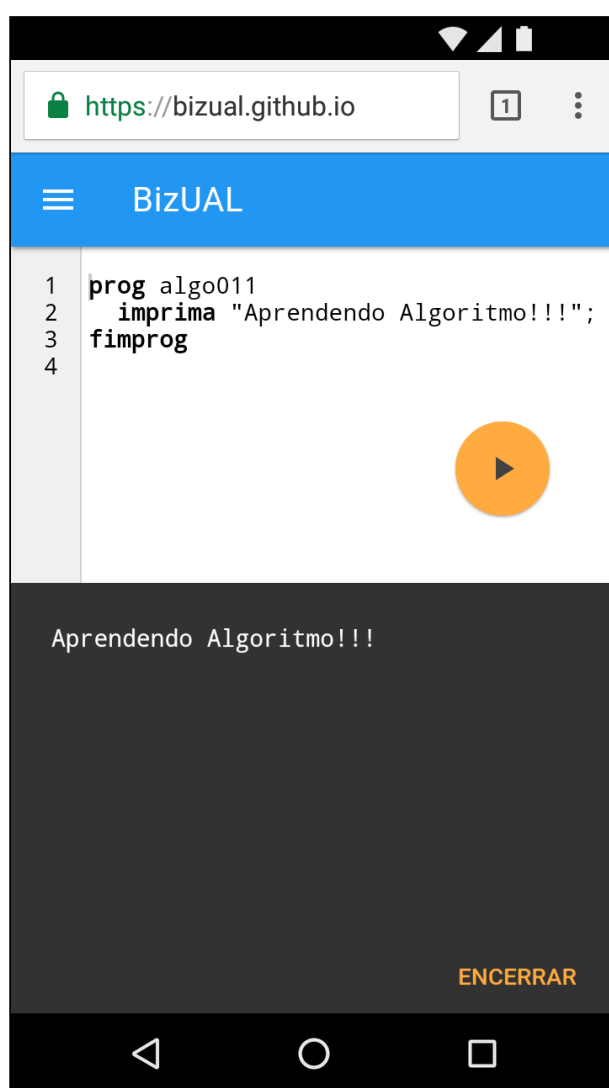 https://bizual.github.io
1
BizUAL
1 prog algo011
2 imprima "Aprendendo Algoritmo!!!";
3 fimprog
4
Aprendendo Algoritmo!!!
ENCERRAR